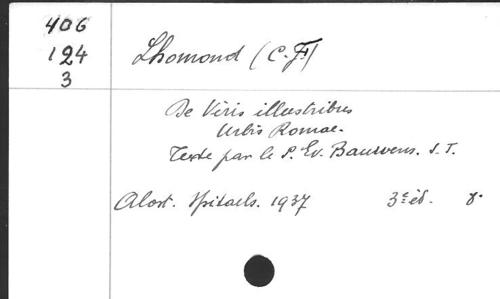 406
124
3
Lhomond (C. F.)
De Viris illustribus
Urbis Romae.
Texte par le P. Ev. Bauwens. S. J.
Alost. Spitaels. 1937 3e éd. 8.